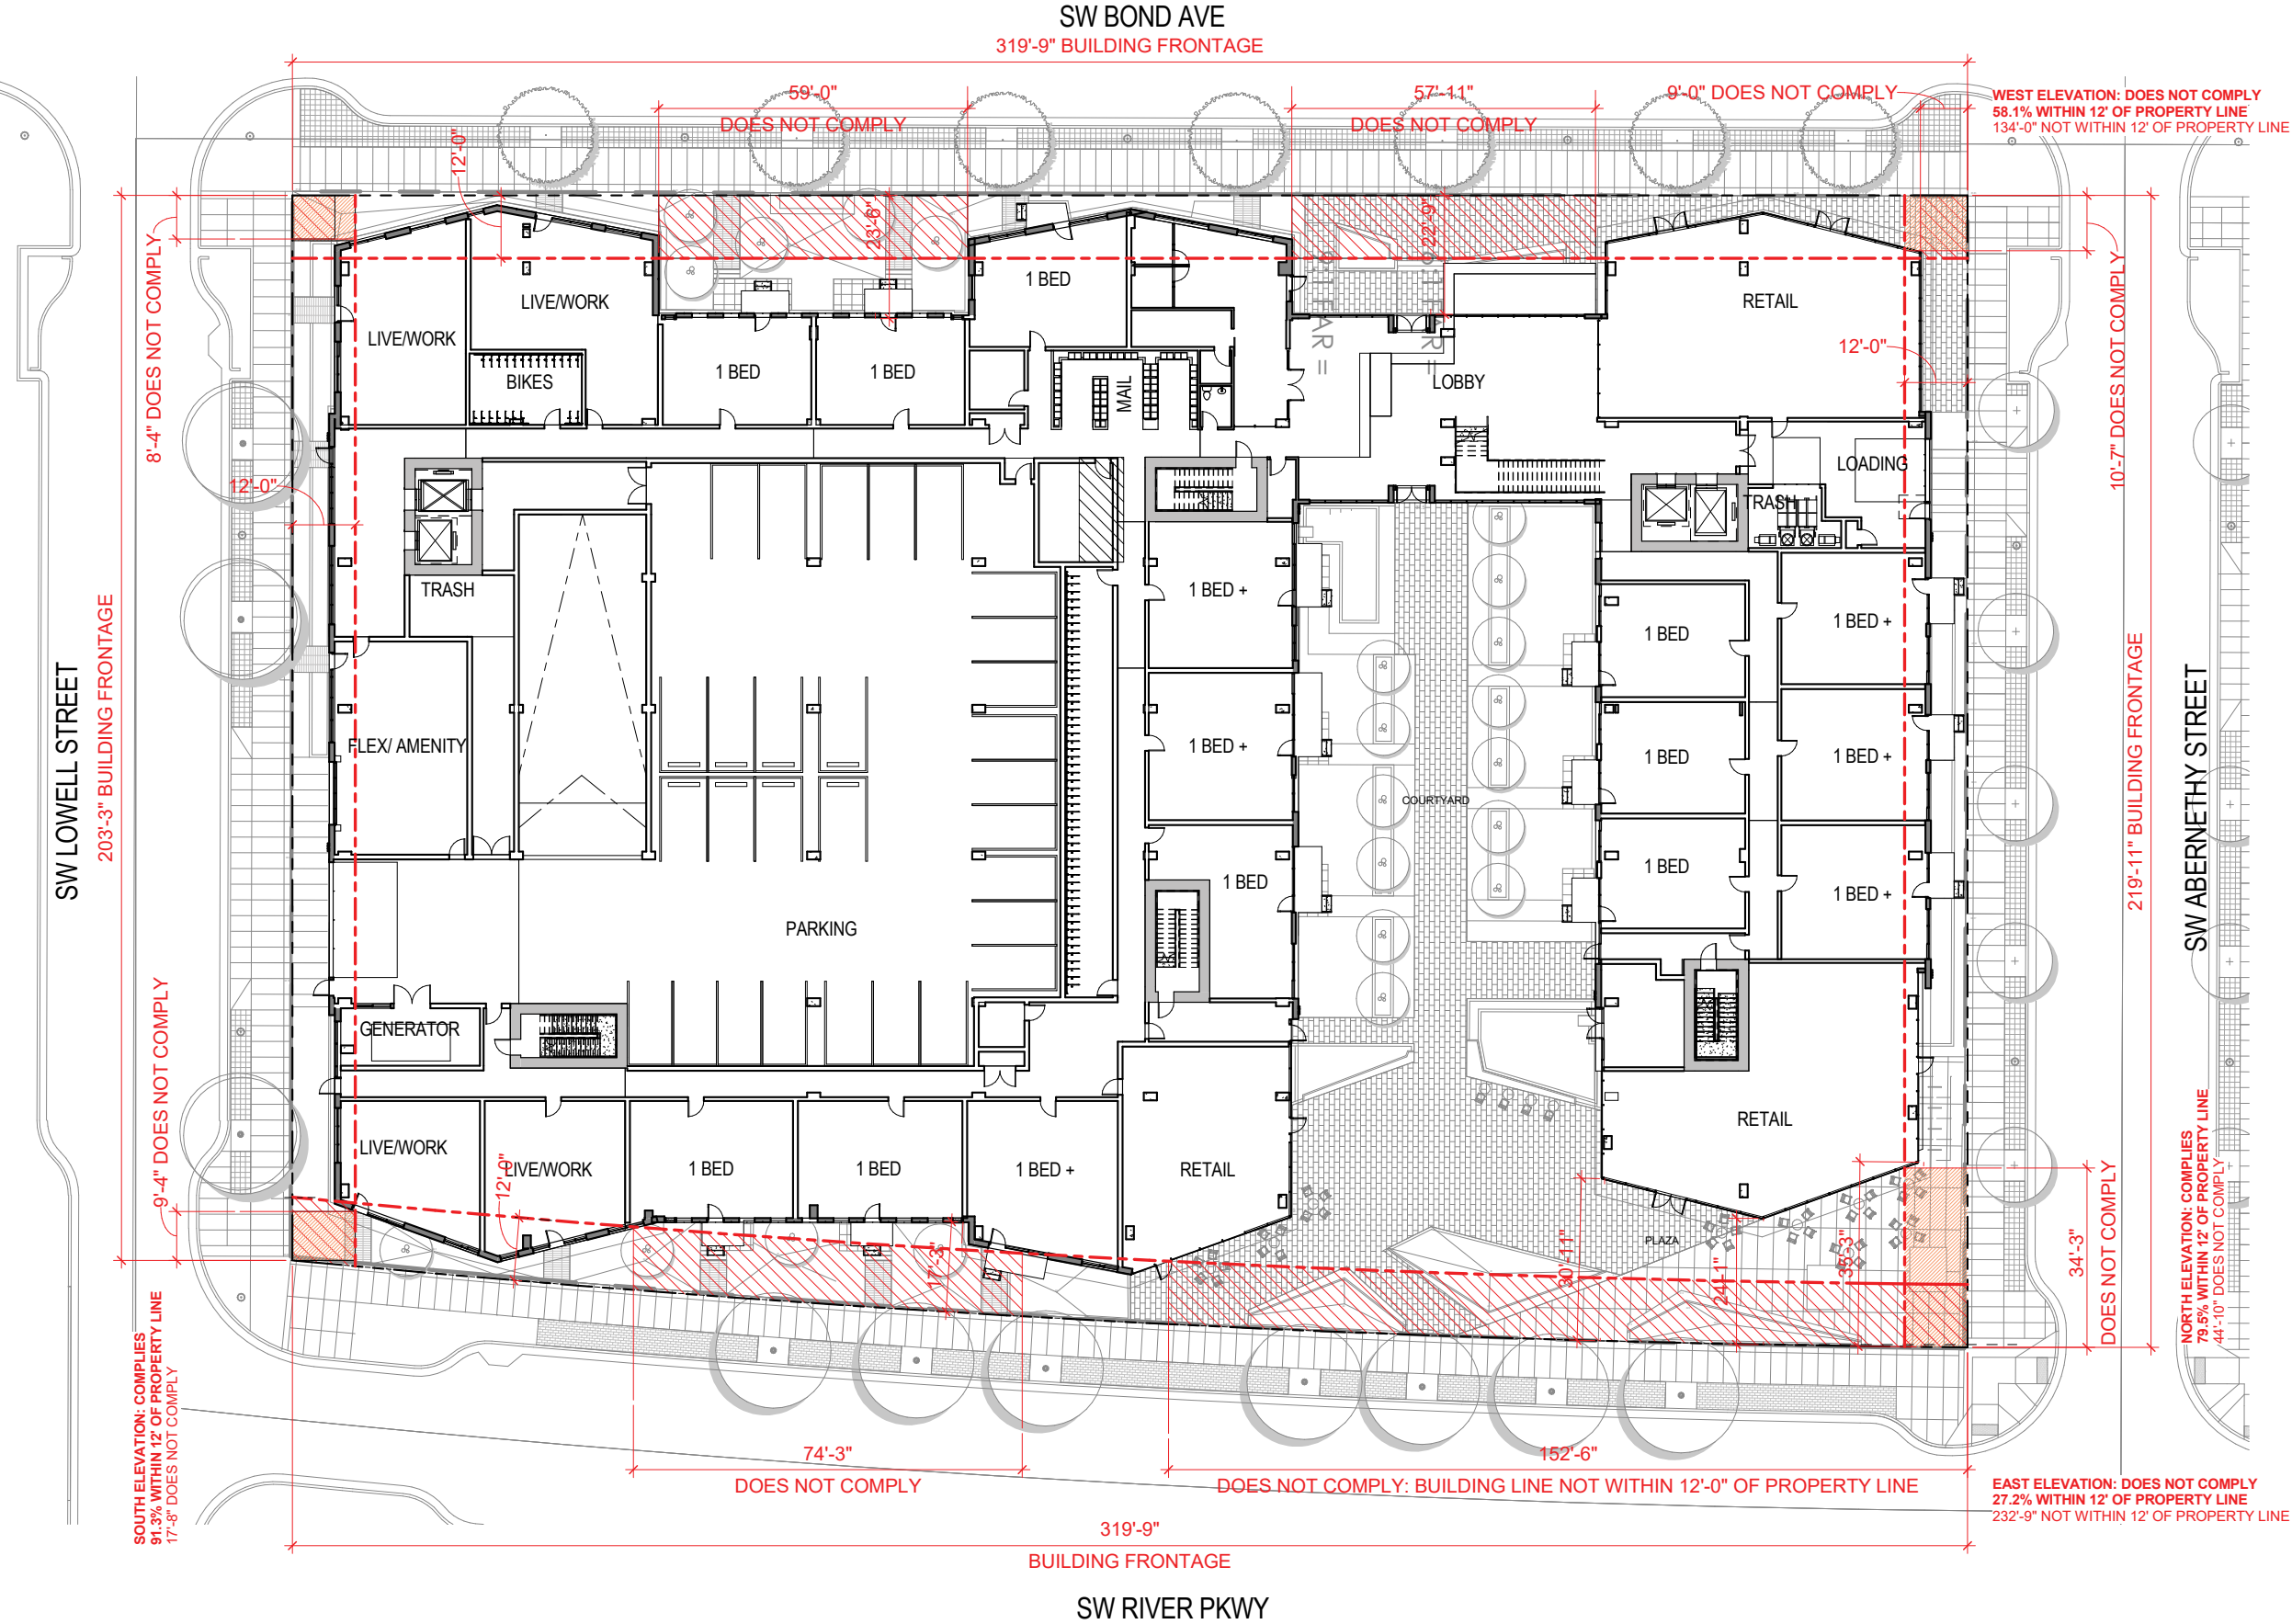 SW BOND AVE
319'-9" BUILDING FRONTAGE
59'-0"
DOES NOT COMPLY
57'-11"
DOES NOT COMPLY
9'-0" DOES NOT COMPLY
WEST ELEVATION: DOES NOT COMPLY
58.1% WITHIN 12' OF PROPERTY LINE
134'-0" NOT WITHIN 12' OF PROPERTY LINE
12'-0"
23'-6"
22'-9"
8'-4" DOES NOT COMPLY
10'-7" DOES NOT COMPLY
LIVE/WORK
LIVE/WORK
BIKES
1 BED
1 BED
1 BED
MAIL
AR =
AR =
LOBBY
RETAIL
12'-0"
LOADING
TRASH
12'-0"
TRASH
FLEX/ AMENITY
SW LOWELL STREET
203'-3" BUILDING FRONTAGE
1 BED +
1 BED +
1 BED
COURTYARD
1 BED
1 BED
1 BED
1 BED +
1 BED +
1 BED +
219'-11" BUILDING FRONTAGE
SW ABERNETHY STREET
PARKING
GENERATOR
9'-4" DOES NOT COMPLY
LIVE/WORK
LIVE/WORK
12'-0"
1 BED
1 BED
1 BED +
RETAIL
RETAIL
PLAZA
17'-3"
30'-11"
24'-1"
35'-3"
34'-3"
DOES NOT COMPLY
NORTH ELEVATION: COMPLIES
79.5% WITHIN 12' OF PROPERTY LINE
44'-10" DOES NOT COMPLY
SOUTH ELEVATION: COMPLIES
91.3% WITHIN 12' OF PROPERTY LINE
17'-8" DOES NOT COMPLY
74'-3"
DOES NOT COMPLY
152'-6"
DOES NOT COMPLY: BUILDING LINE NOT WITHIN 12'-0" OF PROPERTY LINE
EAST ELEVATION: DOES NOT COMPLY
27.2% WITHIN 12' OF PROPERTY LINE
232'-9" NOT WITHIN 12' OF PROPERTY LINE
319'-9"
BUILDING FRONTAGE
SW RIVER PKWY